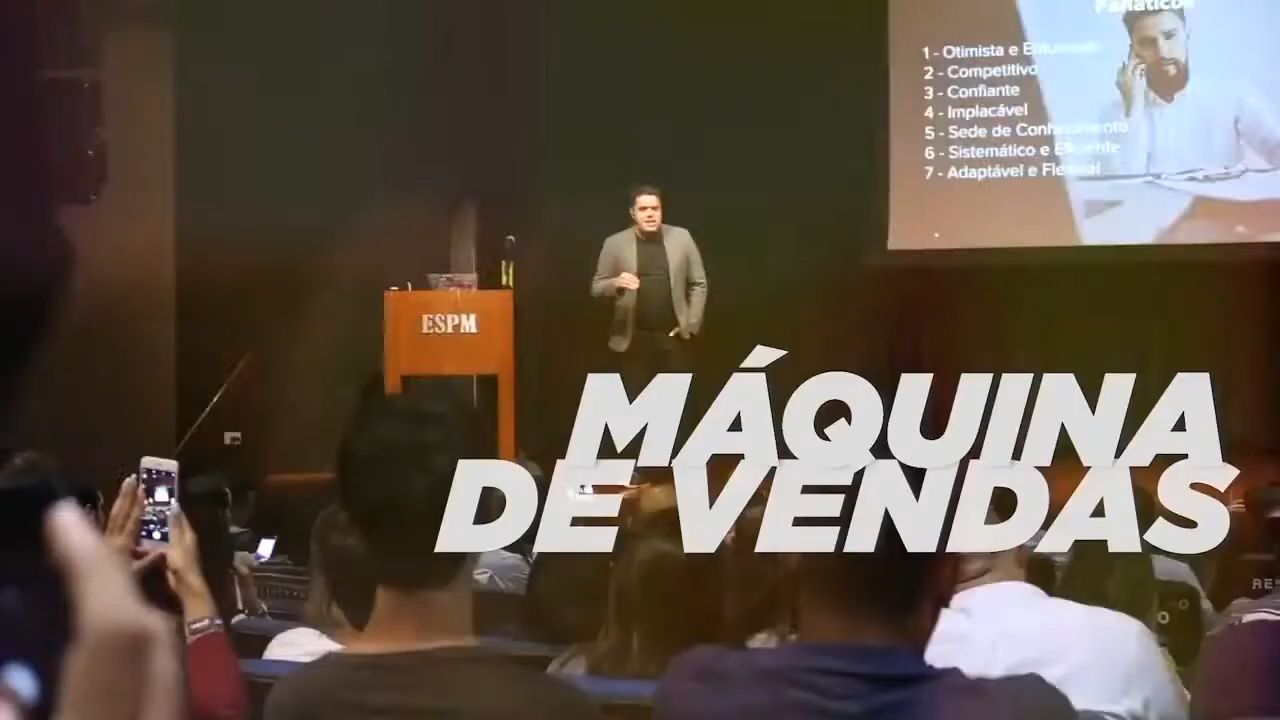 Fanáticos
1 - Otimista e
2 - Competitivo
3 - Confiante
4 - Implacável
5 - Sede de Conhecimento
6 - Sistemático e Eficiente
7 - Adaptável e Flexível
ESPM
MÁQUINA
DE VENDAS